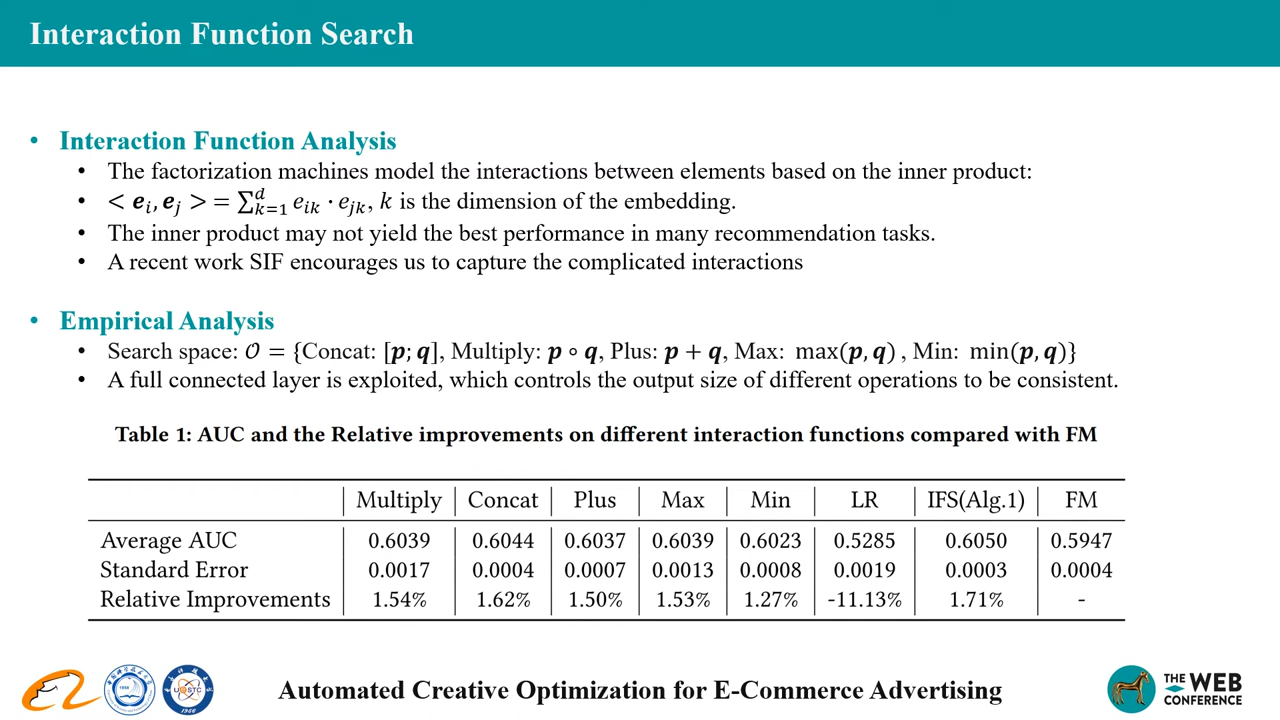 Interaction Function Search
• Interaction Function Analysis
• The factorization machines model the interactions between elements based on the inner product:
• < 𝒆ᵢ, 𝒆ⱼ > = ∑ᵈₖ₌₁ eᵢₖ · eⱼₖ, k is the dimension of the embedding.
• The inner product may not yield the best performance in many recommendation tasks.
• A recent work SIF encourages us to capture the complicated interactions
• Empirical Analysis
• Search space: 𝒪 = {Concat: [𝒑; 𝒒], Multiply: 𝒑 ∘ 𝒒, Plus: 𝒑 + 𝒒, Max: max(𝒑, 𝒒) , Min: min(𝒑, 𝒒)}
• A full connected layer is exploited, which controls the output size of different operations to be consistent.
Table 1: AUC and the Relative improvements on different interaction functions compared with FM
Multiply Concat Plus Max Min LR IFS(Alg.1) FM
Average AUC 0.6039 0.6044 0.6037 0.6039 0.6023 0.5285 0.6050 0.5947
Standard Error 0.0017 0.0004 0.0007 0.0013 0.0008 0.0019 0.0003 0.0004
Relative Improvements 1.54% 1.62% 1.50% 1.53% 1.27% -11.13% 1.71% -
Automated Creative Optimization for E-Commerce Advertising
THE WEB
CONFERENCE